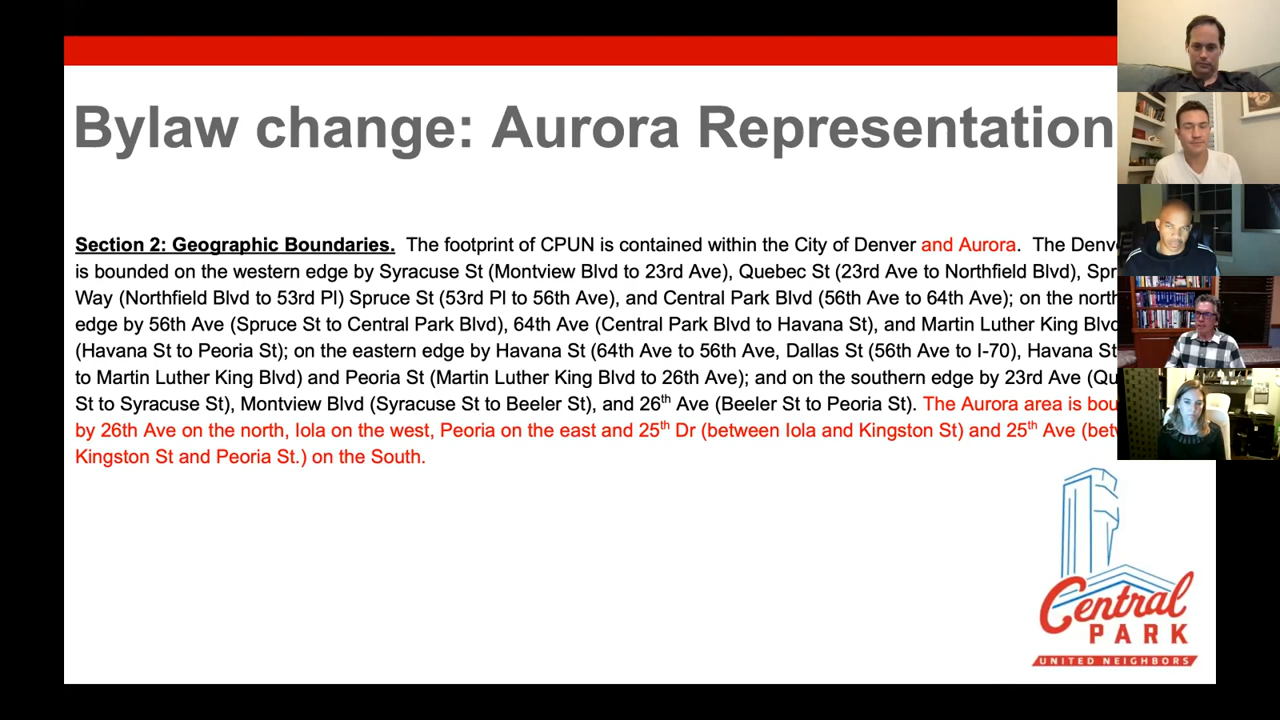 Bylaw change: Aurora Representation
Section 2: Geographic Boundaries. The footprint of CPUN is contained within the City of Denver and Aurora. The
is bounded on the western edge by Syracuse St (Montview Blvd to 23rd Ave), Quebec St (23rd Ave to Northfield Blvd),
Way (Northfield Blvd to 53rd Pl) Spruce St (53rd Pl to 56th Ave), and Central Park Blvd (56th Ave to 64th Ave); on the
edge by 56th Ave (Spruce St to Central Park Blvd), 64th Ave (Central Park Blvd to Havana St), and Martin Luther King
(Havana St to Peoria St); on the eastern edge by Havana St (64th Ave to 56th Ave, Dallas St (56th Ave to I-70), Havana St
to Martin Luther King Blvd) and Peoria St (Martin Luther King Blvd to 26th Ave); and on the southern edge by 23rd Ave
St to Syracuse St), Montview Blvd (Syracuse St to Beeler St), and 26th Ave (Beeler St to Peoria St). The Aurora area is
by 26th Ave on the north, Iola on the west, Peoria on the east and 25th Dr (between Iola and Kingston St) and 25th Ave
Kingston St and Peoria St.) on the South.
Central
PARK
UNITED NEIGHBORS